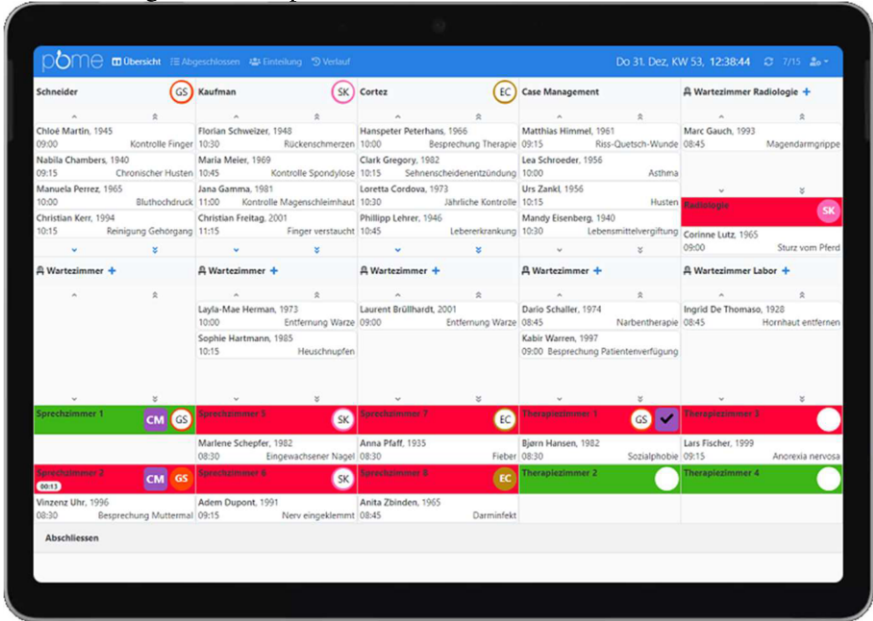 pome Übersicht Abgeschlossen Einteilung Verlauf Do 31. Dez, KW 53, 12:38:44 7/15
Schneider GS Kaufman SK Cortez EC Case Management Wartezimmer Radiologie +
Chloé Martin, 1945 Florian Schweizer, 1948 Hanspeter Peterhans, 1966 Matthias Himmel, 1961 Marc Gauch, 1993
09:00 Kontrolle Finger 10:30 Rückenschmerzen 10:00 Besprechung Therapie 09:15 Riss-Quetsch-Wunde 08:45 Magendarmgrippe
Nabila Chambers, 1940 Maria Meier, 1969 Clark Gregory, 1982 Lea Schroeder, 1956
09:15 Chronischer Husten 10:45 Kontrolle Spondylose 10:15 Sehnenscheidenentzündung 10:00 Asthma
Manuela Perrez, 1965 Jana Gamma, 1981 Loretta Cordova, 1973 Urs Zankl, 1956
10:00 Bluthochdruck 11:00 Kontrolle Magenschleimhaut 10:30 Jährliche Kontrolle 10:15 Husten Radiologie SK
Christian Kerr, 1994 Christian Freitag, 2001 Phillipp Lehrer, 1946 Mandy Eisenberg, 1940 Corinne Lutz, 1965
10:15 Reinigung Gehörgang 11:15 Finger verstaucht 10:45 Lebererkrankung 10:30 Lebensmittelvergiftung 09:00 Sturz vom Pferd
Wartezimmer + Wartezimmer + Wartezimmer + Wartezimmer + Wartezimmer Labor +
Layla-Mae Herman, 1973 Laurent Brüllhardt, 2001 Dario Schaller, 1974 Ingrid De Thomaso, 1928
10:00 Entfernung Warze 09:00 Entfernung Warze 08:45 Narbentherapie 08:45 Hornhaut entfernen
Sophie Hartmann, 1985 Kabir Warren, 1997
10:15 Heuschnupfen 09:00 Besprechung Patientenverfügung
Sprechzimmer 1 CM GS Sprechzimmer 5 SK Sprechzimmer 7 EC Therapiezimmer 1 GS Therapiezimmer 3
Marlene Schepfer, 1982 Anna Pfaff, 1935 Bjørn Hansen, 1982 Lars Fischer, 1999
08:30 Eingewachsener Nagel 08:30 Fieber 08:30 Sozialphobie 09:15 Anorexia nervosa
Sprechzimmer 2 CM GS Sprechzimmer 6 SK Sprechzimmer 8 EC Therapiezimmer 2 Therapiezimmer 4
00:13
Vinzenz Uhr, 1996 Adem Dupont, 1991 Anita Zbinden, 1965
08:30 Besprechung Muttermal 09:15 Nerv eingeklemmt 08:45 Darminfekt
Abschliessen